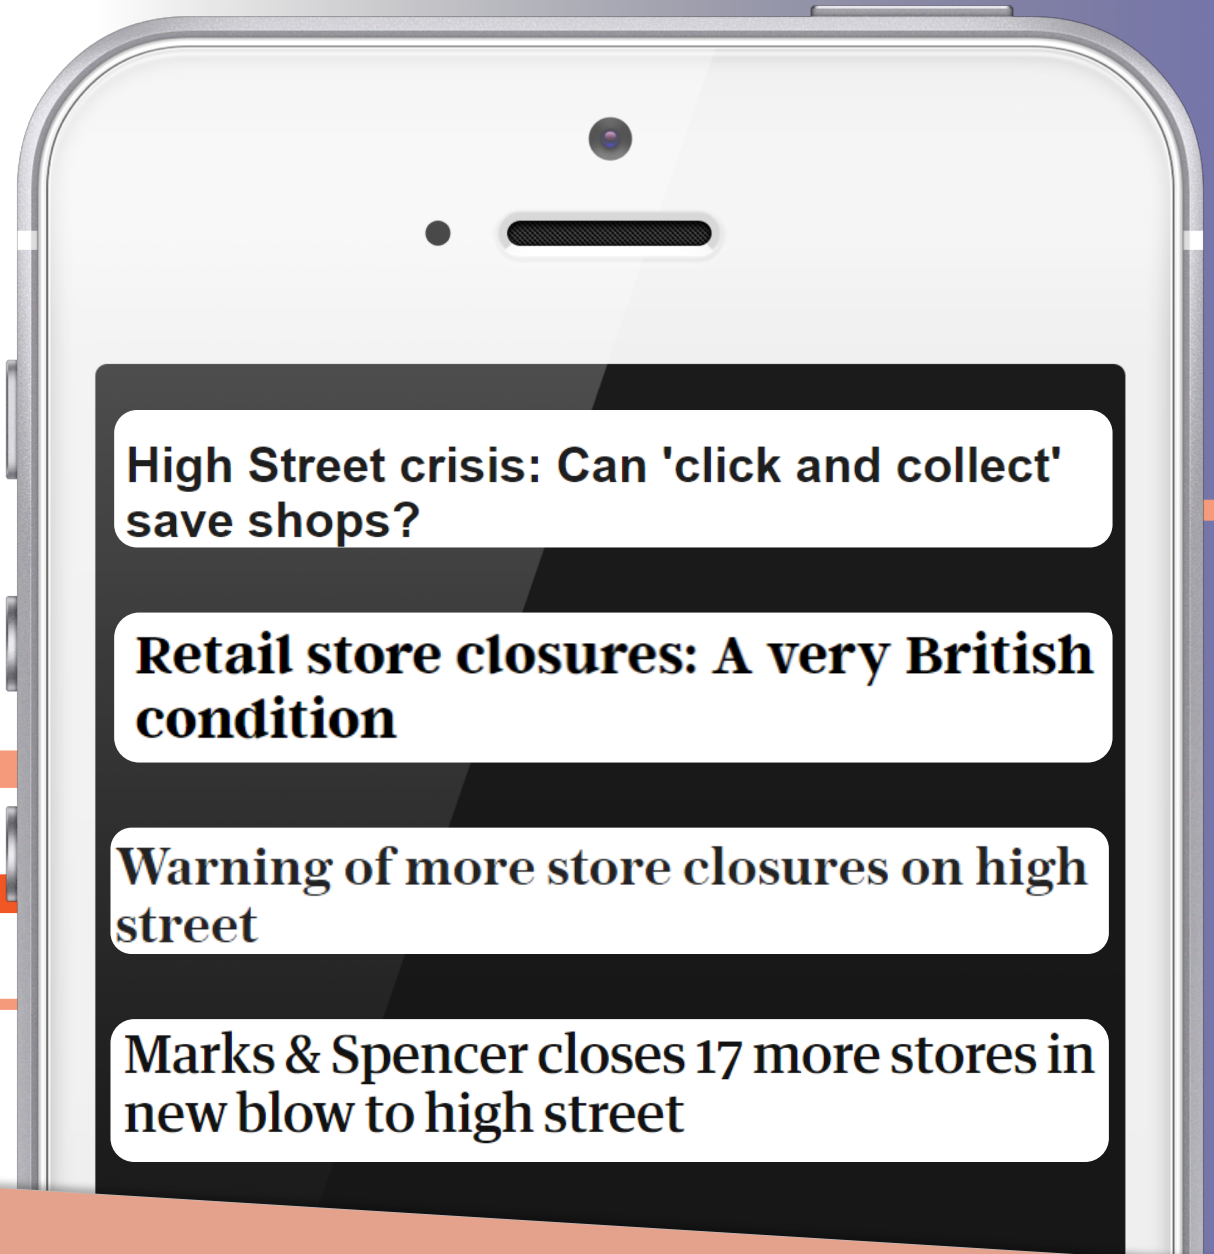 High Street crisis: Can 'click and collect'
save shops?
Retail store closures: A very British
condition
Warning of more store closures on high
street
Marks & Spencer closes 17 more stores in
new blow to high street